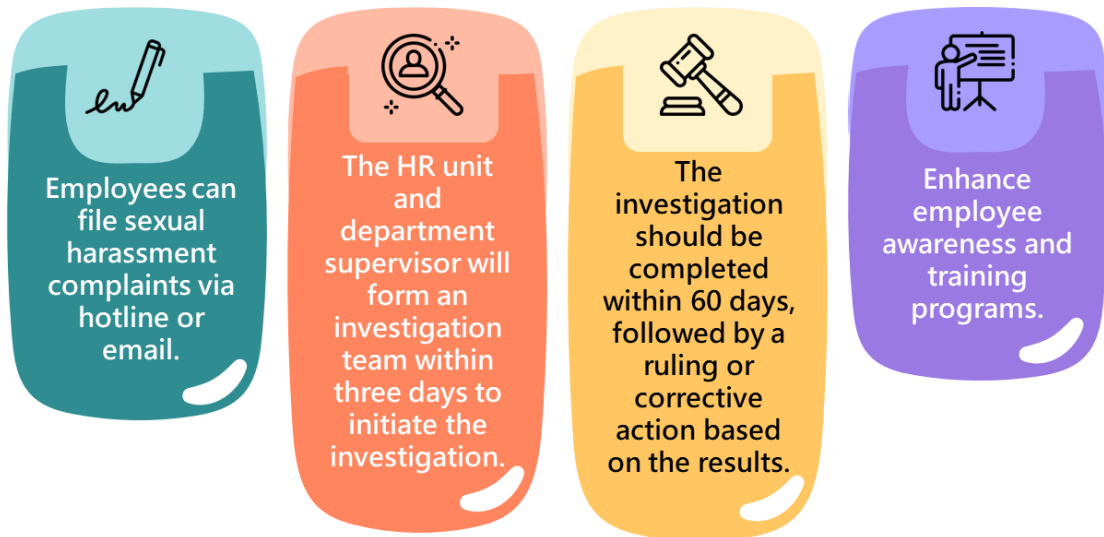 Employees can
file sexual
harassment
complaints via
hotline or
email.
The HR unit
and
department
supervisor will
form an
investigation
team within
three days to
initiate the
investigation.
The
investigation
should be
completed
within 60 days,
followed by a
ruling or
corrective
action based
on the results.
Enhance
employee
awareness and
training
programs.